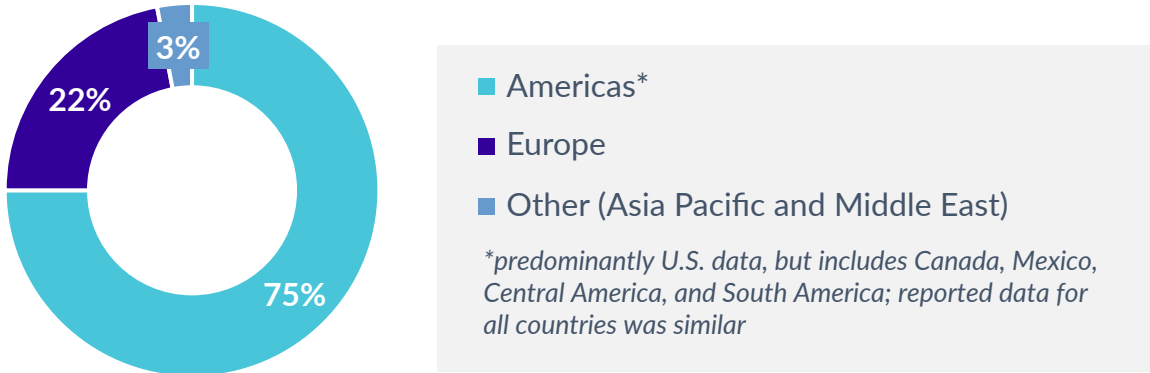 3%
22%
75%
Americas*
Europe
Other (Asia Pacific and Middle East)
*predominantly U.S. data, but includes Canada, Mexico,
Central America, and South America; reported data for
all countries was similar